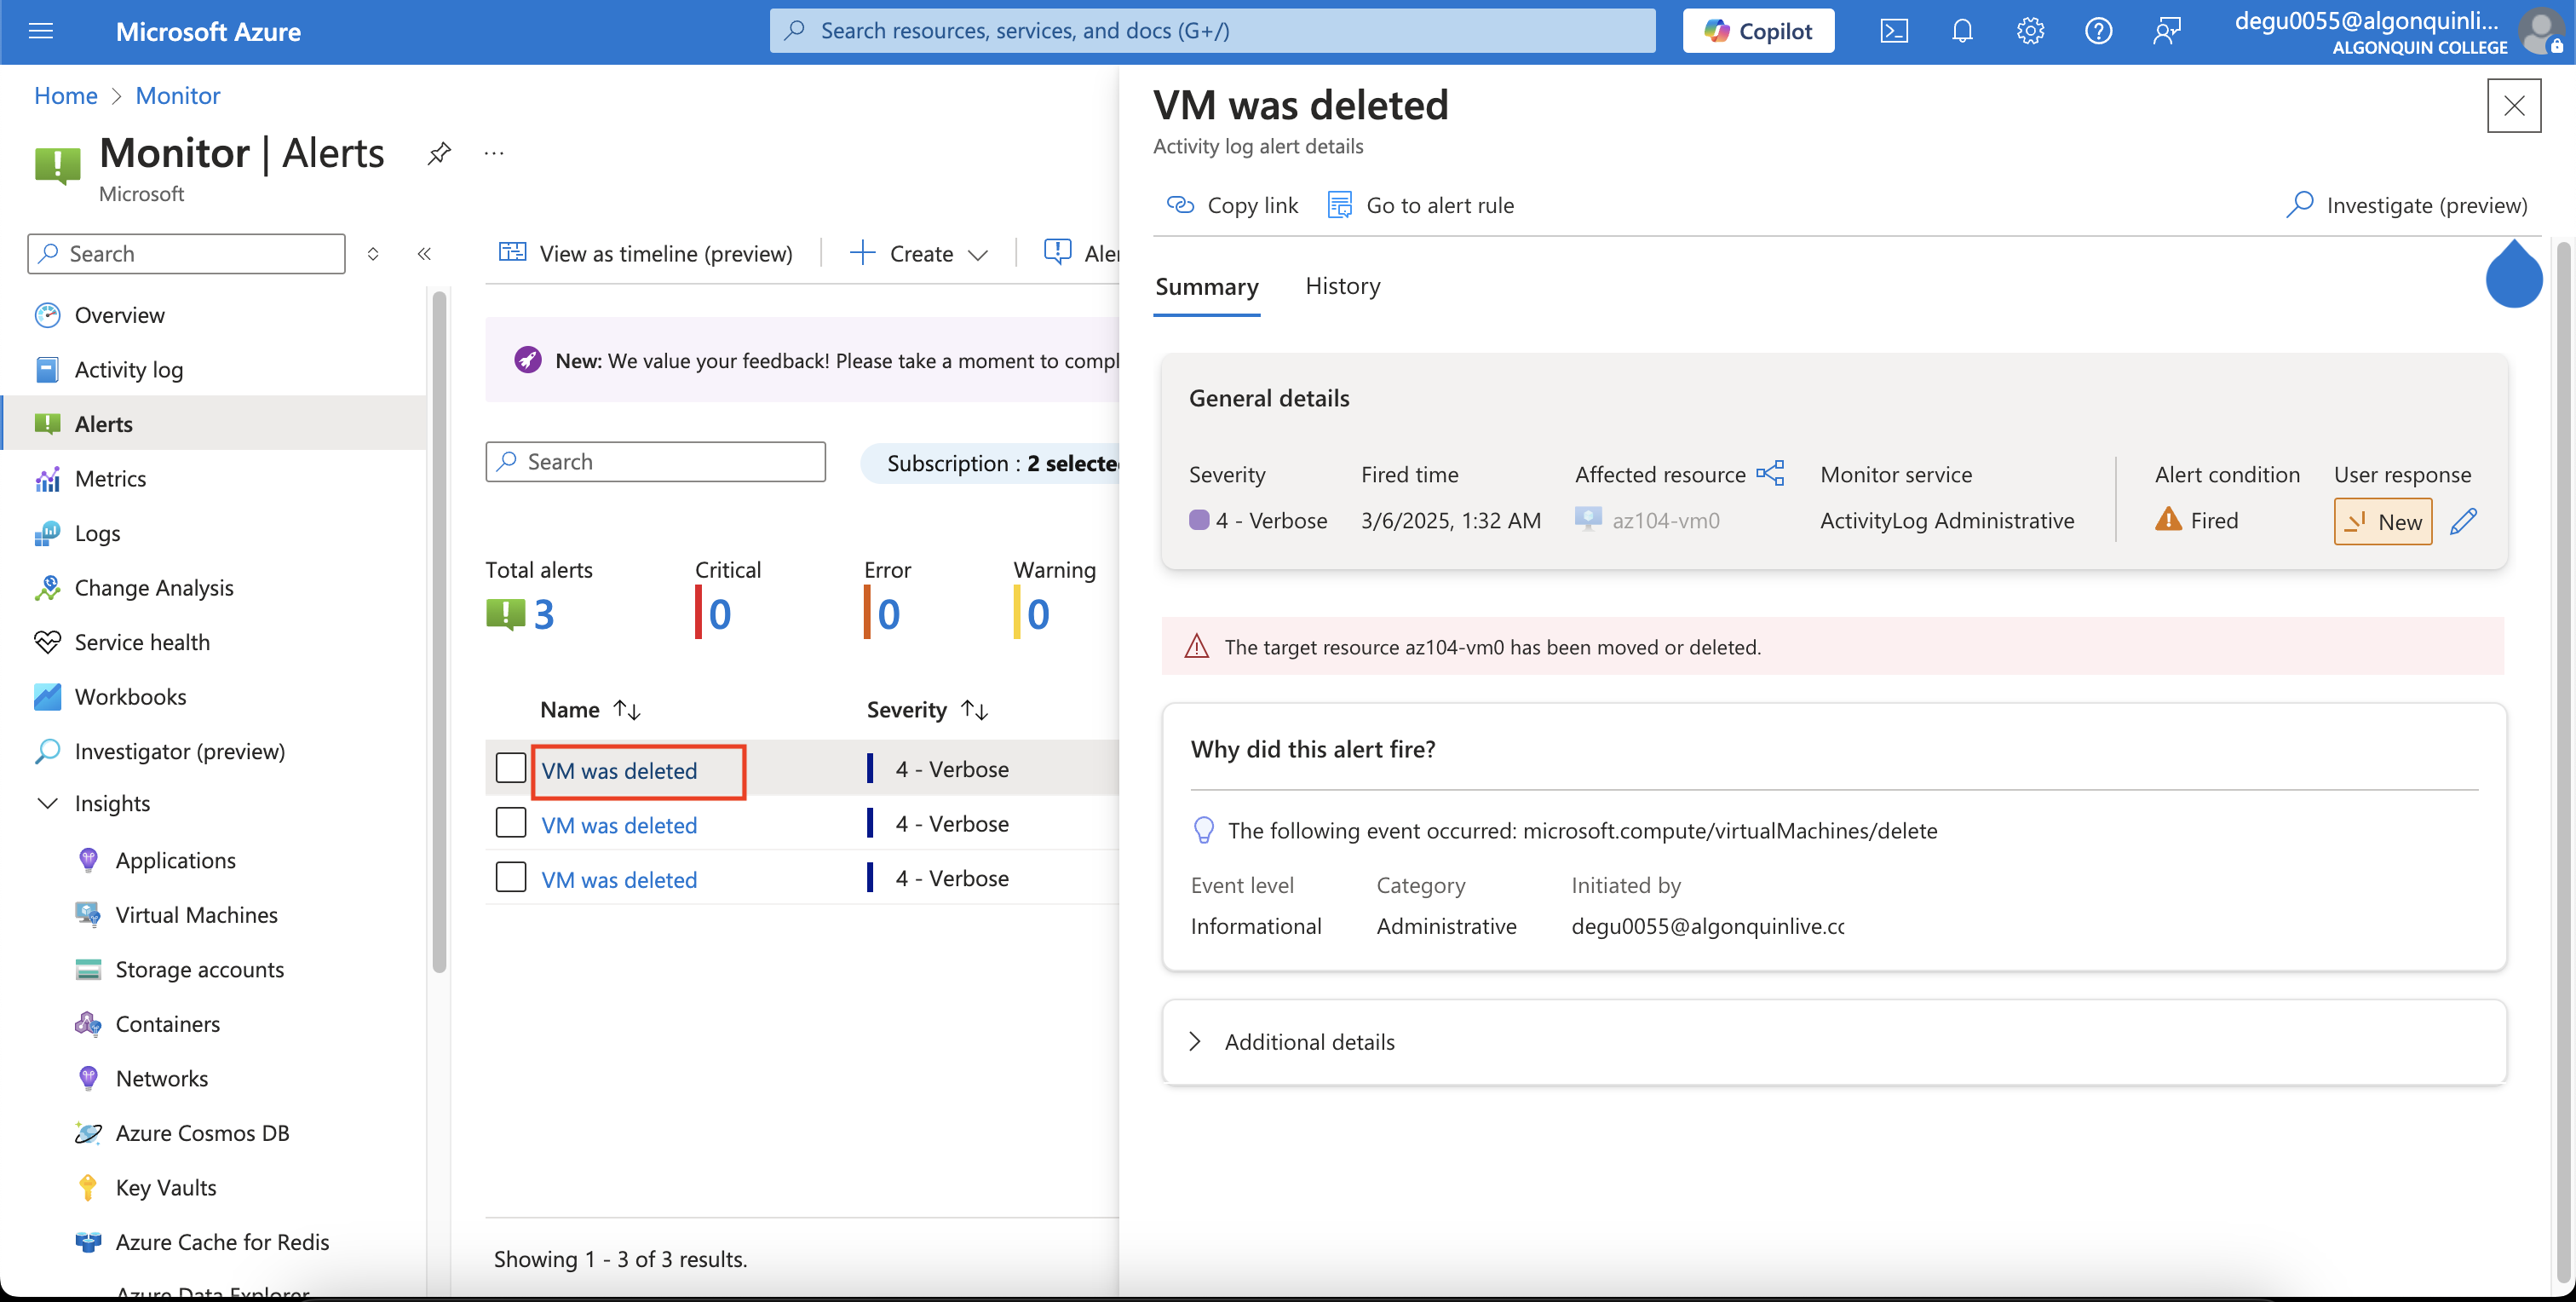 Microsoft Azure
Search resources, services, and docs (G+/)
Copilot
degu0055@algonquinli...
ALGONQUIN COLLEGE
Home > Monitor
Monitor | Alerts
...
Microsoft
Search
Overview
Activity log
Alerts
Metrics
Logs
Change Analysis
Service health
Workbooks
Investigator (preview)
Insights
Applications
Virtual Machines
Storage accounts
Containers
Networks
Azure Cosmos DB
Key Vaults
Azure Cache for Redis
Azure Data Explorer
View as timeline (preview)
Create
Aler
New: We value your feedback! Please take a moment to compl
Search
Subscription : 2 selected
Total alerts Critical Error Warning
3 0 0 0
Name Severity
VM was deleted 4 - Verbose
VM was deleted 4 - Verbose
VM was deleted 4 - Verbose
Showing 1 - 3 of 3 results.
VM was deleted
Activity log alert details
Copy link
Go to alert rule
Investigate (preview)
Summary History
General details
Severity Fired time Affected resource Monitor service Alert condition User response
4 - Verbose 3/6/2025, 1:32 AM az104-vm0 ActivityLog Administrative Fired New
The target resource az104-vm0 has been moved or deleted.
Why did this alert fire?
The following event occurred: microsoft.compute/virtualMachines/delete
Event level Category Initiated by
Informational Administrative degu0055@algonquinlive.cc
Additional details